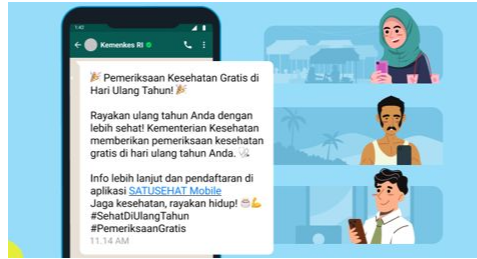 1:40
Kemenkes RI
🎉 Pemeriksaan Kesehatan Gratis di
Hari Ulang Tahun! 🎉
Rayakan ulang tahun Anda dengan
lebih sehat! Kementerian Kesehatan
memberikan pemeriksaan kesehatan
gratis di hari ulang tahun Anda. 🩺
Info lebih lanjut dan pendaftaran di
aplikasi SATUSEHAT Mobile
Jaga kesehatan, rayakan hidup! ☕💪
#SehatDiUlangTahun
#PemeriksaanGratis
11.14 AM